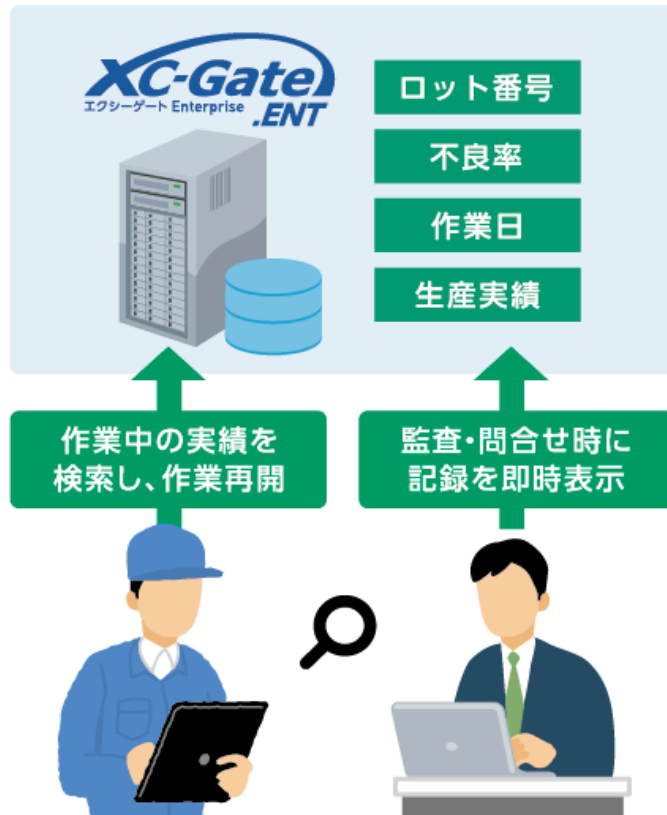 XC-Gate
エクシーゲート Enterprise
.ENT
ロット番号
不良率
作業日
生産実績
作業中の実績を
検索し、作業再開
監査・問合せ時に
記録を即時表示